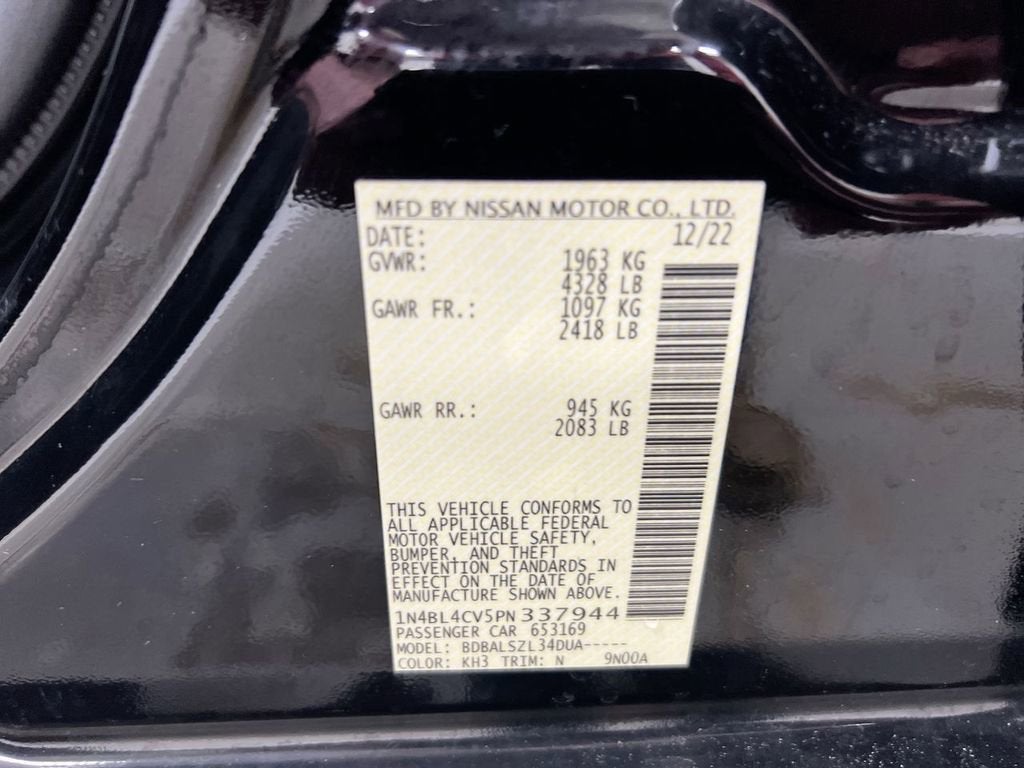 MFD BY NISSAN MOTOR CO., LTD.
DATE: 12/22
GVWR: 1963 KG
4328 LB
GAWR FR.: 1097 KG
2418 LB
GAWR RR.: 945 KG
2083 LB
THIS VEHICLE CONFORMS TO
ALL APPLICABLE FEDERAL
MOTOR VEHICLE SAFETY,
BUMPER, AND THEFT
PREVENTION STANDARDS IN
EFFECT ON THE DATE OF
MANUFACTURE SHOWN ABOVE.
1N4BL4CV5PN 337944
PASSENGER CAR 653169
MODEL: BDBALSZL34DUA-----
COLOR: KH3 TRIM: N 9N00A